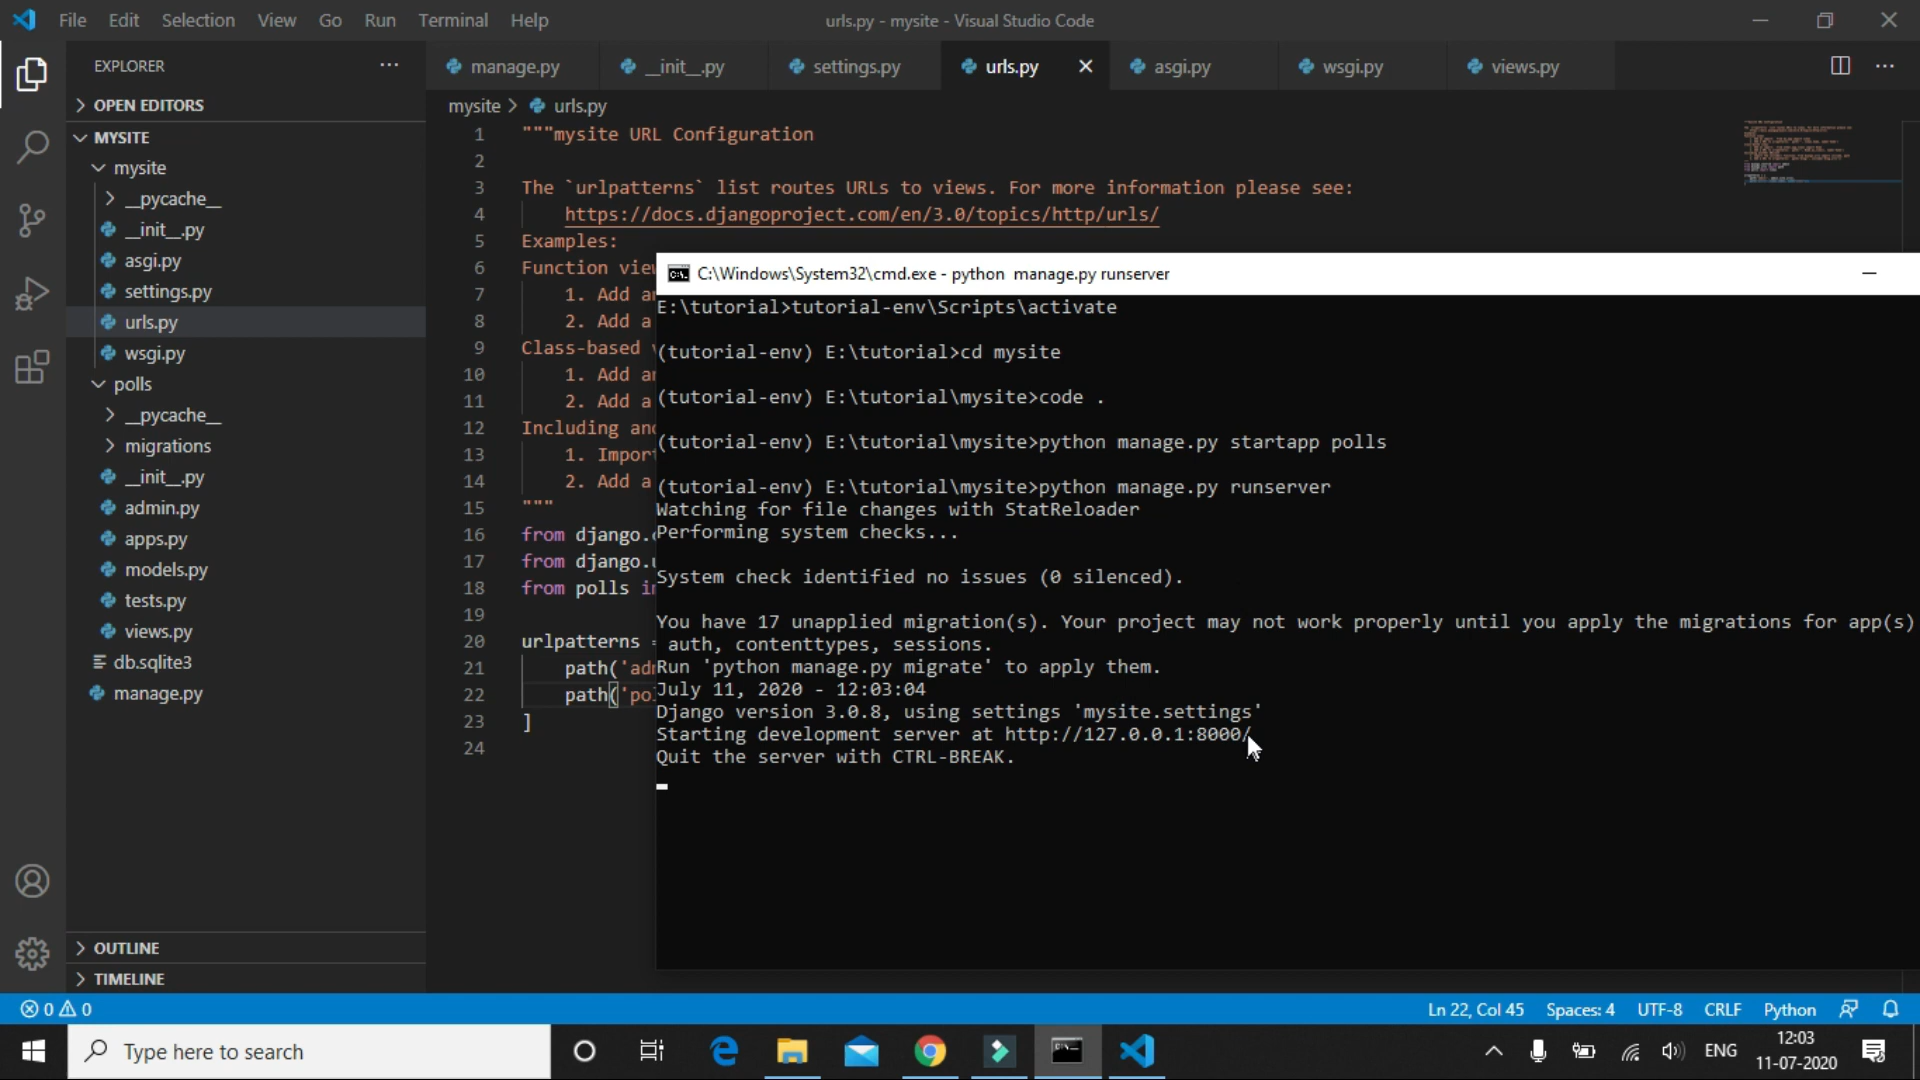 File Edit Selection View Go Run Terminal Help
urls.py - mysite - Visual Studio Code
EXPLORER
manage.py
__init__.py
settings.py
urls.py
asgi.py
wsgi.py
views.py
OPEN EDITORS
mysite > urls.py
MYSITE
mysite
__pycache__
__init__.py
asgi.py
settings.py
urls.py
wsgi.py
polls
__pycache__
migrations
__init__.py
admin.py
apps.py
models.py
tests.py
views.py
db.sqlite3
manage.py
OUTLINE
TIMELINE
1 """mysite URL Configuration
2
3 The `urlpatterns` list routes URLs to views. For more information please see:
4 https://docs.djangoproject.com/en/3.0/topics/http/urls/
5 Examples:
6 Function
7 1. Add
8 2. Add a
9 Class-based
10 1. Add
11 2. Add a
12 Including
13 1.
14 2. Add a
15 """
16 from
17 from
18 from polls
19
20 urlpatterns
21 path(
22 path(
23 ]
24
C:\Windows\System32\cmd.exe - python manage.py runserver
E:\tutorial>tutorial-env\Scripts\activate
(tutorial-env) E:\tutorial>cd mysite
(tutorial-env) E:\tutorial\mysite>code .
(tutorial-env) E:\tutorial\mysite>python manage.py startapp polls
(tutorial-env) E:\tutorial\mysite>python manage.py runserver
Watching for file changes with StatReloader
Performing system checks...
System check identified no issues (0 silenced).
You have 17 unapplied migration(s). Your project may not work properly until you apply the migrations for app(s)
auth, contenttypes, sessions.
Run 'python manage.py migrate' to apply them.
July 11, 2020 - 12:03:04
Django version 3.0.8, using settings 'mysite.settings'
Starting development server at http://127.0.0.1:8000/
Quit the server with CTRL-BREAK.
0 0
Ln 22, Col 45 Spaces: 4 UTF-8 CRLF Python
Type here to search
ENG
12:03
11-07-2020